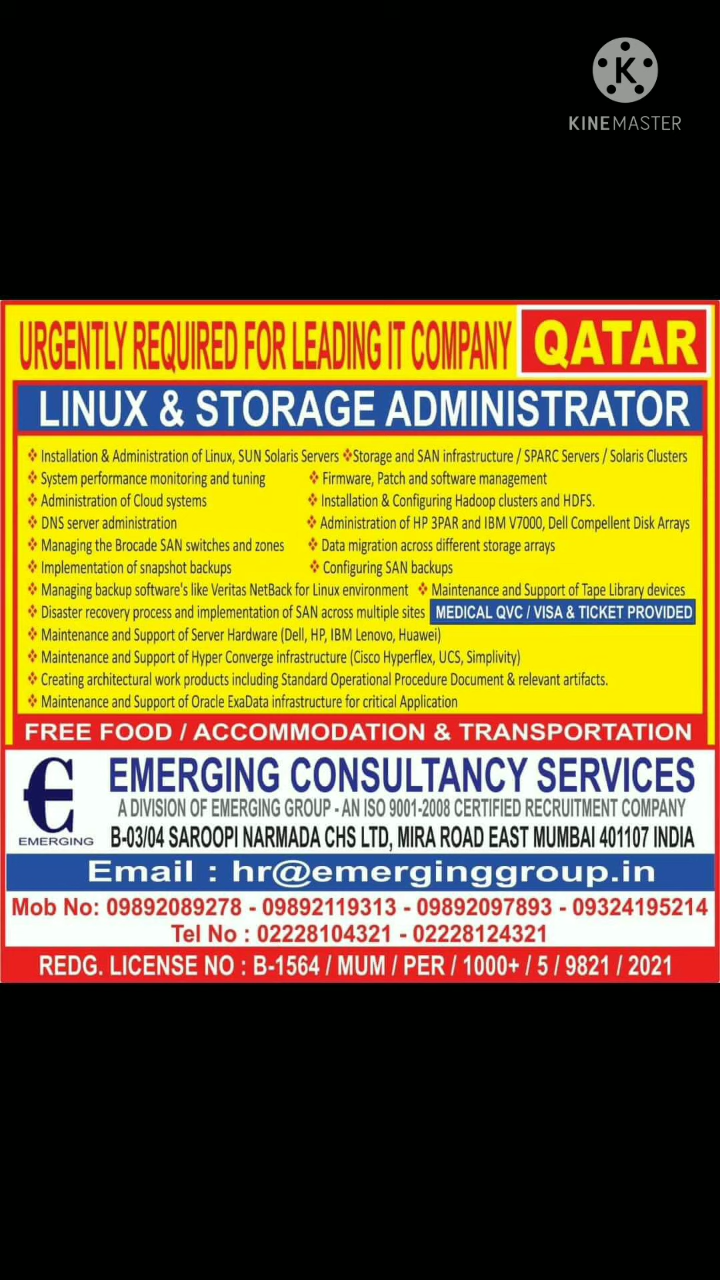 KINEMASTER
URGENTLY REQUIRED FOR LEADING IT COMPANY QATAR
LINUX & STORAGE ADMINISTRATOR
❖ Installation & Administration of Linux, SUN Solaris Servers ❖Storage and SAN infrastructure / SPARC Servers / Solaris Clusters
❖ System performance monitoring and tuning ❖ Firmware, Patch and software management
❖ Administration of Cloud systems ❖ Installation & Configuring Hadoop clusters and HDFS.
❖ DNS server administration ❖ Administration of HP 3PAR and IBM V7000, Dell Compellent Disk Arrays
❖ Managing the Brocade SAN switches and zones ❖ Data migration across different storage arrays
❖ Implementation of snapshot backups ❖ Configuring SAN backups
❖ Managing backup software's like Veritas NetBack for Linux environment ❖ Maintenance and Support of Tape Library devices
❖ Disaster recovery process and implementation of SAN across multiple sites MEDICAL QVC / VISA & TICKET PROVIDED
❖ Maintenance and Support of Server Hardware (Dell, HP, IBM Lenovo, Huawei)
❖ Maintenance and Support of Hyper Converge infrastructure (Cisco Hyperflex, UCS, Simplivity)
❖ Creating architectural work products including Standard Operational Procedure Document & relevant artifacts.
❖ Maintenance and Support of Oracle ExaData infrastructure for critical Application
FREE FOOD / ACCOMMODATION & TRANSPORTATION
EMERGING
EMERGING CONSULTANCY SERVICES
A DIVISION OF EMERGING GROUP - AN ISO 9001-2008 CERTIFIED RECRUITMENT COMPANY
B-03/04 SAROOPI NARMADA CHS LTD, MIRA ROAD EAST MUMBAI 401107 INDIA
Email : hr@emerginggroup.in
Mob No: 09892089278 - 09892119313 - 09892097893 - 09324195214
Tel No : 02228104321 - 02228124321
REDG. LICENSE NO : B-1564 / MUM / PER / 1000+ / 5 / 9821 / 2021